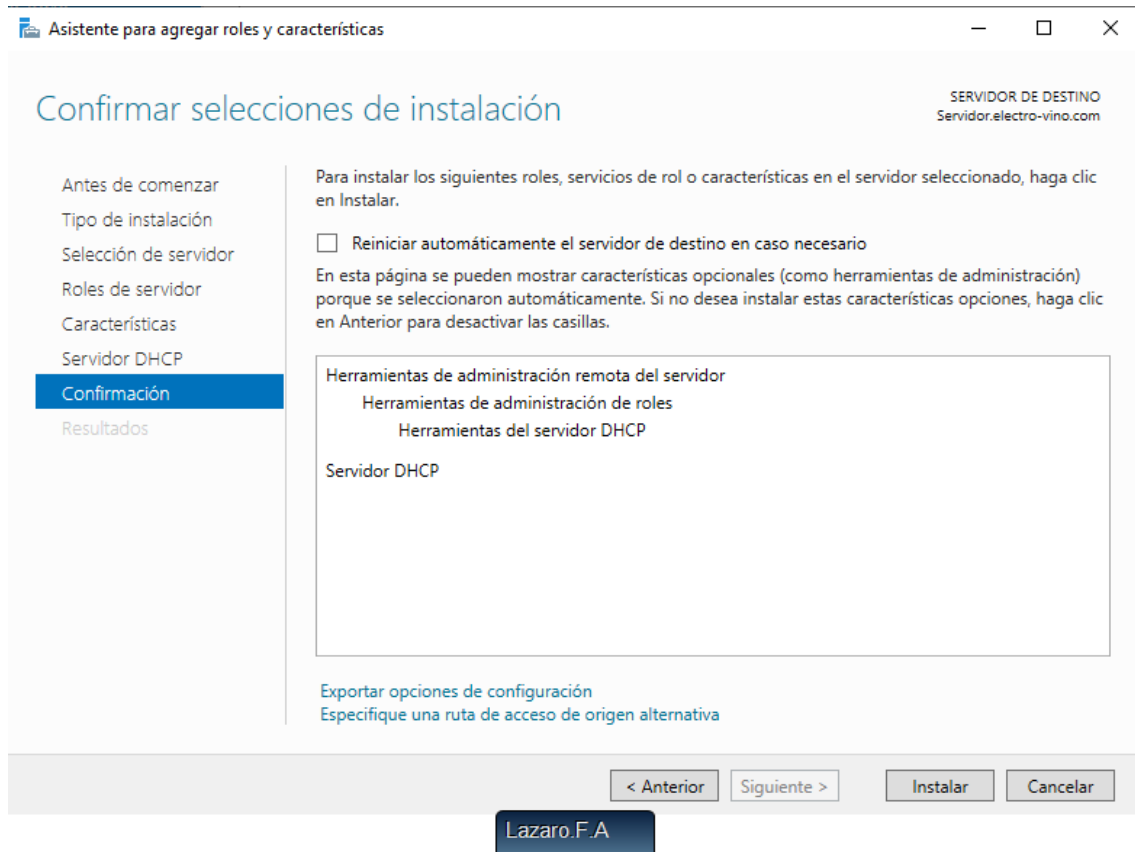 Asistente para agregar roles y características
Confirmar selecciones de instalación
SERVIDOR DE DESTINO
Servidor.electro-vino.com
Antes de comenzar
Tipo de instalación
Selección de servidor
Roles de servidor
Características
Servidor DHCP
Confirmación
Resultados
Para instalar los siguientes roles, servicios de rol o características en el servidor seleccionado, haga clic
en Instalar.
Reiniciar automáticamente el servidor de destino en caso necesario
En esta página se pueden mostrar características opcionales (como herramientas de administración)
porque se seleccionaron automáticamente. Si no desea instalar estas características opciones, haga clic
en Anterior para desactivar las casillas.
Herramientas de administración remota del servidor
Herramientas de administración de roles
Herramientas del servidor DHCP
Servidor DHCP
Exportar opciones de configuración
Especifique una ruta de acceso de origen alternativa
< Anterior Siguiente > Instalar Cancelar
Lazaro.F.A